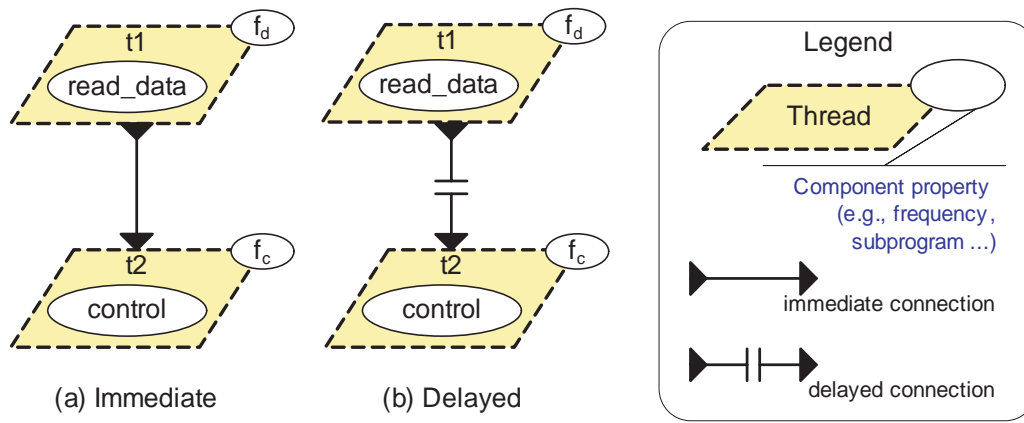 t1
f_d
read_data
t2
f_c
control
(a) Immediate
t1
f_d
read_data
t2
f_c
control
(b) Delayed
Legend
Thread
Component property
(e.g., frequency,
subprogram ...)
immediate connection
delayed connection